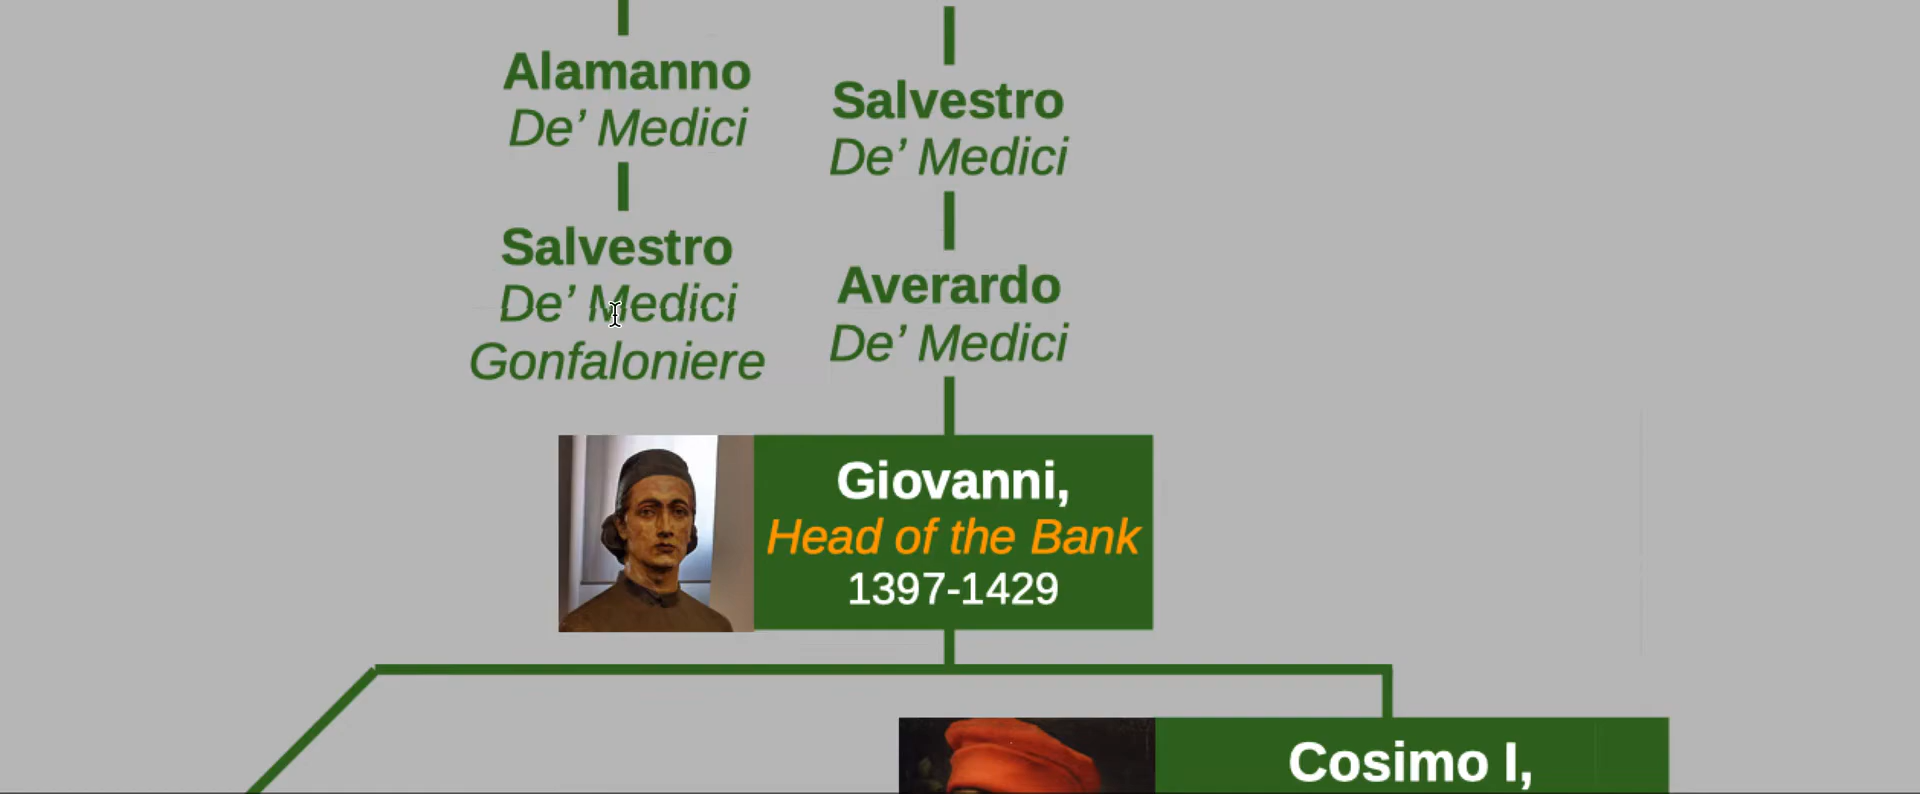 Alamanno
De’ Medici
Salvestro
De’ Medici
Gonfaloniere
Salvestro
De’ Medici
Averardo
De’ Medici
Giovanni,
Head of the Bank
1397-1429
Cosimo I,